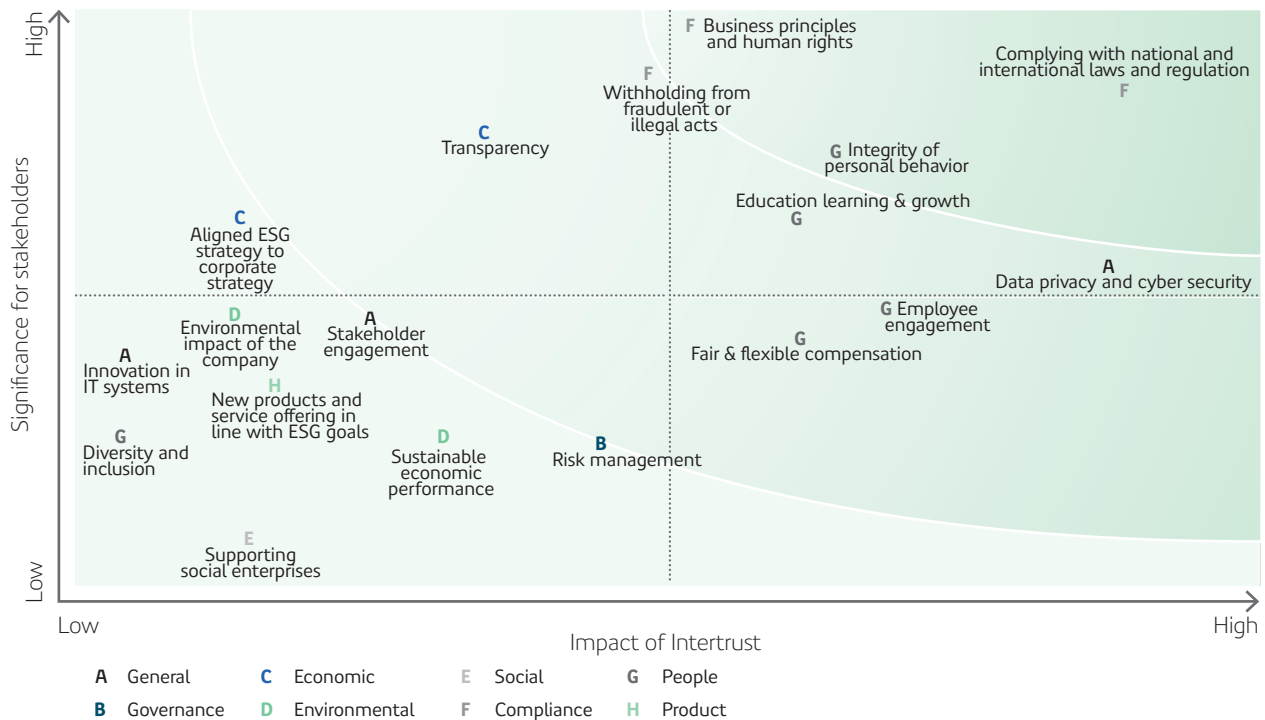 High
Significance for stakeholders
Low
F Business principles
and human rights
Complying with national and
international laws and regulation
F
F
Withholding from
fraudulent or
illegal acts
C
Transparency
G Integrity of
personal behavior
Education learning & growth
G
C
Aligned ESG
strategy to
corporate
strategy
A
Data privacy and cyber security
D
Environmental
impact of the
company
A
Stakeholder
engagement
G Employee
engagement
G
Fair & flexible compensation
A
Innovation in
IT systems
H
New products and
service offering in
line with ESG goals
G
Diversity and
inclusion
D
Sustainable
economic
performance
B
Risk management
E
Supporting
social enterprises
Low
High
Impact of Intertrust
A General
C Economic
E Social
G People
B Governance
D Environmental
F Compliance
H Product